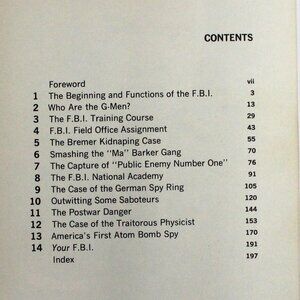 CONTENTS
Foreword vii
1 The Beginning and Functions of the F.B.I. 3
2 Who Are the G-Men? 13
3 The F.B.I. Training Course 29
4 F.B.I. Field Office Assignment 43
5 The Bremer Kidnaping Case 55
6 Smashing the "Ma" Barker Gang 70
7 The Capture of "Public Enemy Number One" 76
8 The F.B.I. National Academy 91
9 The Case of the German Spy Ring 105
10 Outwitting Some Saboteurs 120
11 The Postwar Danger 144
12 The Case of the Traitorous Physicist 153
13 America's First Atom Bomb Spy 170
14 Your F.B.I. 191
Index 197